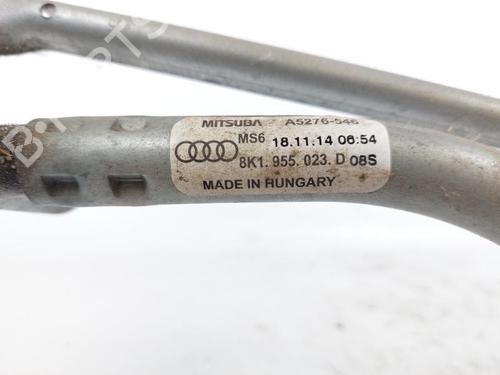 MITSUBA A5276-546
MS6 18.11.14 06:54
8K1.955.023.D 08S
MADE IN HUNGARY